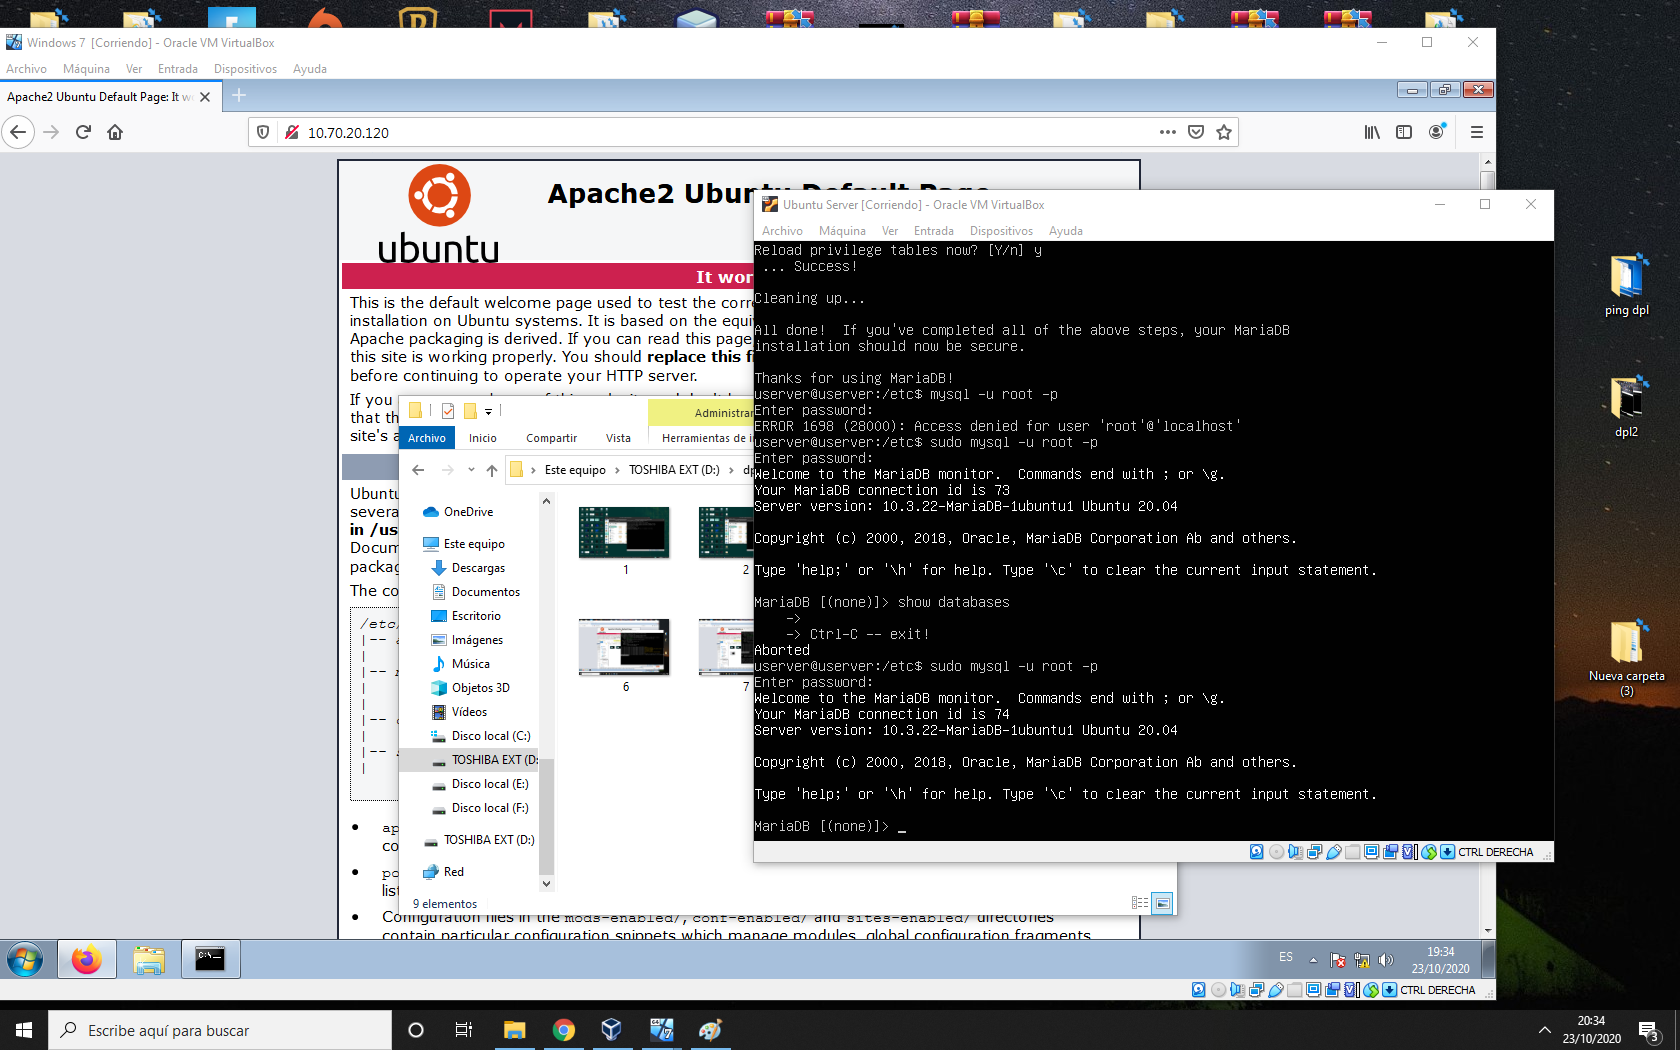 Windows 7 [Corriendo] - Oracle VM VirtualBox
Archivo Máquina Ver Entrada Dispositivos Ayuda
Apache2 Ubuntu Default Page: It w
10.70.20.120
ubuntu
Apache2 Ubuntu Default Page
It wor
This is the default welcome page used to test the corre
installation on Ubuntu systems. It is based on the equi
Apache packaging is derived. If you can read this page
this site is working properly. You should replace this fi
before continuing to operate your HTTP server.
If you
that th
site's a
Ubuntu
severa
in /us
Docum
packag
The co
/etc/
|--
|--
|
|--
|
|--
|
ap
co
po
list
Configuration files in the mods-enabled/, conf-enabled/ and sites-enabled/ directories
contain particular configuration snippets which manage modules, global configuration fragments
Administrar
Archivo Inicio Compartir Vista Herramientas de i
Este equipo > TOSHIBA EXT (D:) > dp
OneDrive
Este equipo
Descargas
Documentos
Escritorio
Imágenes
Música
Objetos 3D
Vídeos
Disco local (C:)
TOSHIBA EXT (D:
Disco local (E:)
Disco local (F:)
TOSHIBA EXT (D:)
Red
1
2
6
7
9 elementos
Ubuntu Server [Corriendo] - Oracle VM VirtualBox
Archivo Máquina Ver Entrada Dispositivos Ayuda
Reload privilege tables now? [Y/n] y
... Success!
Cleaning up...
All done! If you've completed all of the above steps, your MariaDB
installation should now be secure.
Thanks for using MariaDB!
userver@userver:/etc$ mysql -u root -p
Enter password:
ERROR 1698 (28000): Access denied for user 'root'@'localhost'
userver@userver:/etc$ sudo mysql -u root -p
Enter password:
Welcome to the MariaDB monitor. Commands end with ; or \g.
Your MariaDB connection id is 73
Server version: 10.3.22-MariaDB-1ubuntu1 Ubuntu 20.04
Copyright (c) 2000, 2018, Oracle, MariaDB Corporation Ab and others.
Type 'help;' or '\h' for help. Type '\c' to clear the current input statement.
MariaDB [(none)]> show databases
->
-> Ctrl-C -- exit!
Aborted
userver@userver:/etc$ sudo mysql -u root -p
Enter password:
Welcome to the MariaDB monitor. Commands end with ; or \g.
Your MariaDB connection id is 74
Server version: 10.3.22-MariaDB-1ubuntu1 Ubuntu 20.04
Copyright (c) 2000, 2018, Oracle, MariaDB Corporation Ab and others.
Type 'help;' or '\h' for help. Type '\c' to clear the current input statement.
MariaDB [(none)]> _
CTRL DERECHA
ping dpl
dpl2
Nueva carpeta
(3)
ES
19:34
23/10/2020
CTRL DERECHA
Escribe aquí para buscar
20:34
23/10/2020
3